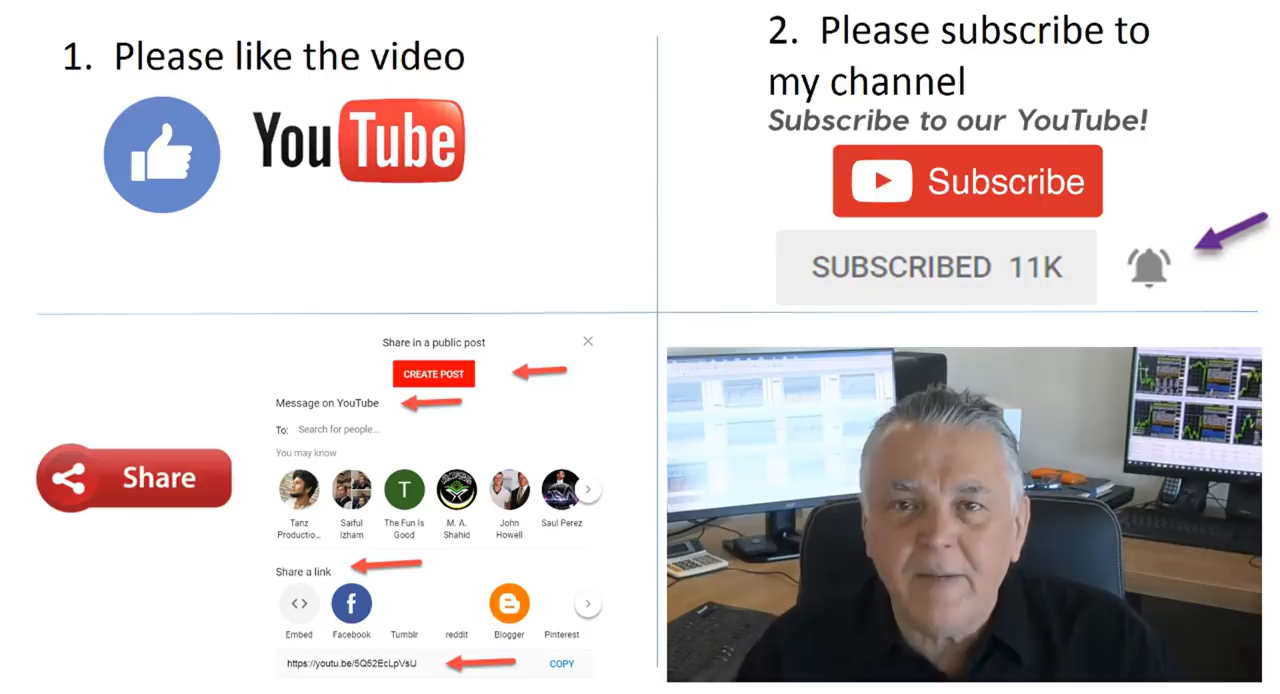 1. Please like the video
YouTube
2. Please subscribe to
my channel
Subscribe to our YouTube!
Subscribe
SUBSCRIBED 11K
Share
Share in a public post
CREATE POST
Message on YouTube
To: Search for people...
You may know
T
Tanz Productio...
Saiful Izham
The Fun Is Good
M. A. Shahid
John Howell
Saul Perez
Share a link
Embed Facebook Tumblr reddit Blogger Pinterest
https://youtu.be/5Q52EcLpVsU COPY